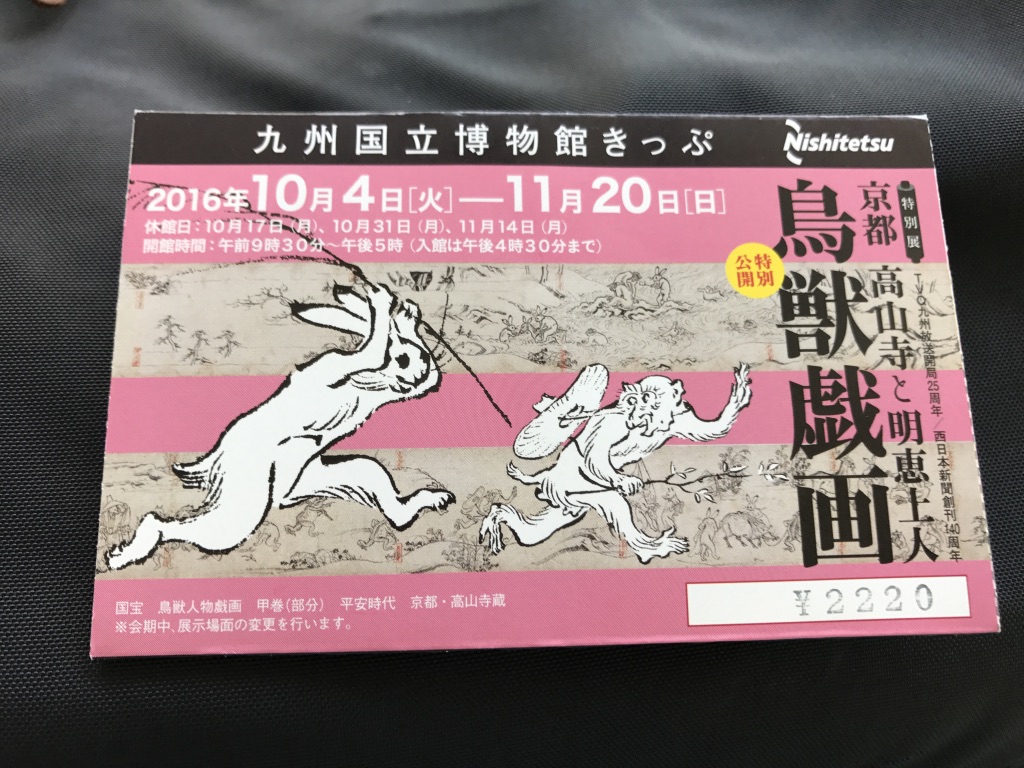 九州国立博物館きっぷ
Nishitetsu
2016年10月4日[火]―11月20日[日]
休館日：10月17日（月）、10月31日（月）、11月14日（月）
開館時間：午前9時30分～午後5時（入館は午後4時30分まで）
特別展
京都 高山寺と明恵上人
特別公開
鳥獣戯画
TVQ九州放送開局25周年／西日本新聞創刊140周年
国宝　鳥獣人物戯画　甲巻（部分）　平安時代　京都・高山寺蔵
※会期中、展示場面の変更を行います。
¥2220